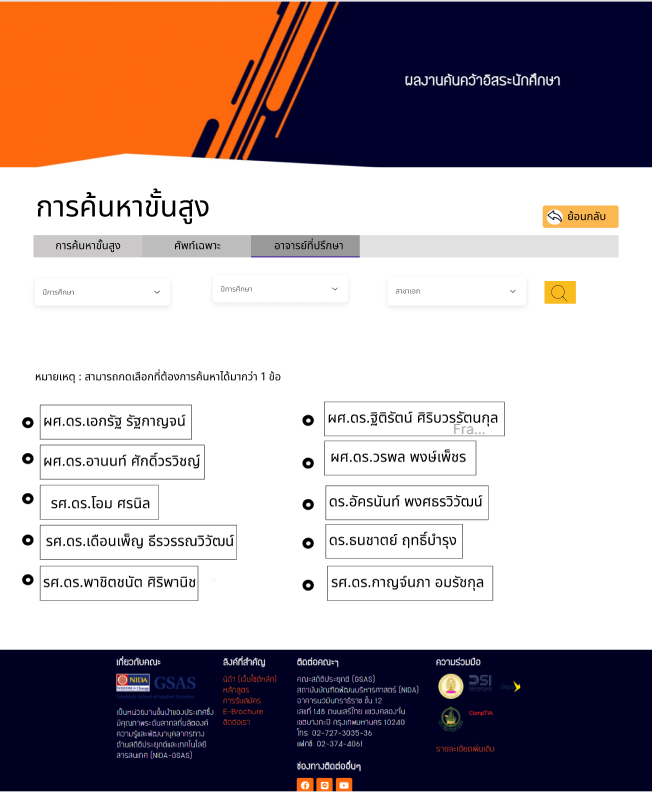 ผลงานค้นคว้าอิสระนักศึกษา
การค้นหาขั้นสูง
ย้อนกลับ
การค้นหาขั้นสูง
ศัพท์เฉพาะ
อาจารย์ที่ปรึกษา
ปีการศึกษา
ปีการศึกษา
สาขาเอก
หมายเหตุ : สามารถกดเลือกที่ต้องการค้นหาได้มากว่า 1 ข้อ
ผศ.ดร.เอกรัฐ รัฐกาญจน์
ผศ.ดร.ฐิติรัตน์ ศิริบวรรัตนกุล
Fra...
ผศ.ดร.อานนท์ ศักดิ์วรวิชญ์
ผศ.ดร.วรพล พงษ์เพ็ชร
รศ.ดร.โอม ศรนิล
ดร.อัครนันท์ พงศธรวิวัฒน์
รศ.ดร.เดือนเพ็ญ ธีรวรรณวิวัฒน์
ดร.ธนชาตย์ ฤทธิ์บำรุง
รศ.ดร.พาชิตชนัต ศิริพานิช
รศ.ดร.กาญจ์นภา อมรัชกุล
เกี่ยวกับคณะ
NIDA
WISDOM for Change
GSAS
เป็นหน่วยงานชั้นนำของประเทศซึ่ง
มีคุณภาพระดับสากลที่บูรณาองค์
ความรู้และพัฒนาบุคลากรทาง
ด้านสถิติประยุกต์และเทคโนโลยี
สารสนเทศ (NIDA-GSAS)
ลิงค์ที่สำคัญ
นิด้า (เว็บไซต์หลัก)
หลักสูตร
การรับสมัคร
E-Brochure
ติดต่อเรา
ติดต่อคณะฯ
คณะสถิติประยุกต์ (GSAS)
สถาบันบัณฑิตพัฒนบริหารศาสตร์ (NIDA)
อาคารนวมินทราธิราช ชั้น 12
เลขที่ 148 ถนนเสรีไทย แขวงคลองจั่น
เขตบางกะปิ กรุงเทพมหานคร 10240
โทร: 02-727-3035-36
แฟกซ์: 02-374-4061
ช่องทางติดต่ออื่นๆ
ความร่วมมือ
DSI
CompTIA
รายละเอียดเพิ่มเติม